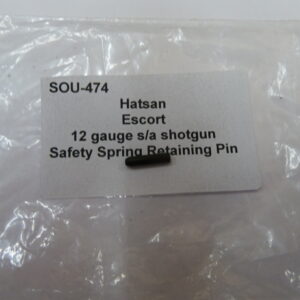 SOU-474
Hatsan
Escort
12 gauge s/a shotgun
Safety Spring Retaining Pin